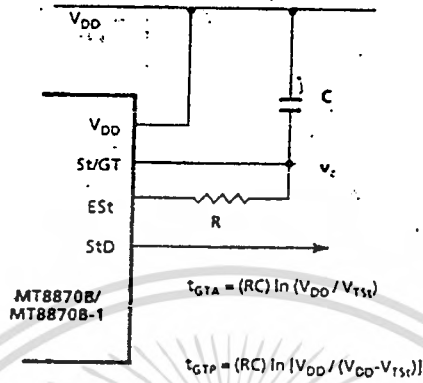 VDD
C
VDD
St/GT
vc
ESt
R
StD
MT8870B/
MT8870B-1
tGTA = (RC) ln (VDD / VTSt)
tGTP = (RC) ln [VDD / (VDD-VTSt)]